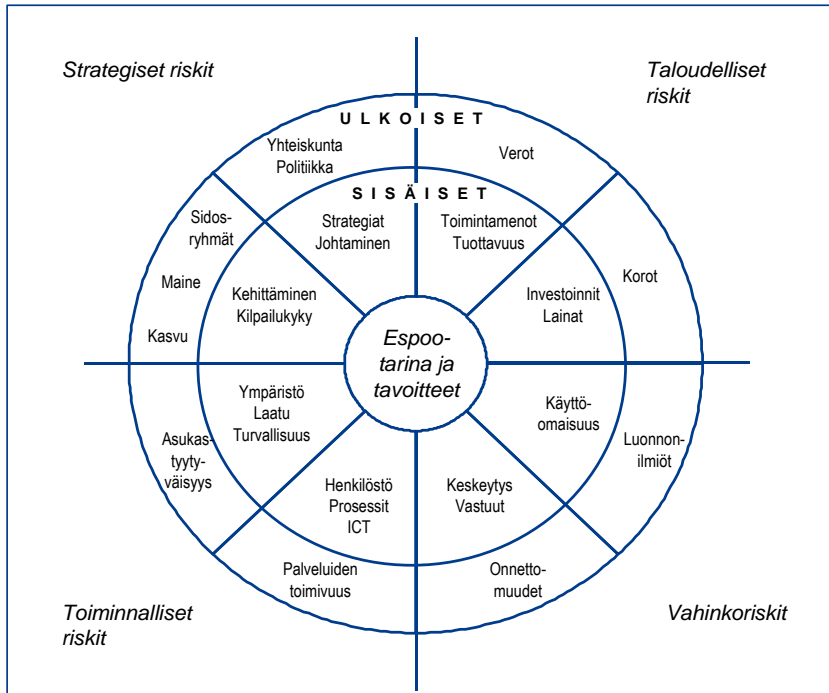 Strategiset riskit
Taloudelliset
riskit
ULKOISET
Yhteiskunta
Politiikka
Verot
SISÄISET
Sidos-
ryhmät
Maine
Kasvu
Strategiat
Johtaminen
Toimintamenot
Tuottavuus
Korot
Kehittäminen
Kilpailukyky
Investoinnit
Lainat
Espoo-
tarina ja
tavoitteet
Ympäristö
Laatu
Turvallisuus
Käyttö-
omaisuus
Asukas-
tyyty-
väisyys
Luonnon-
ilmiöt
Henkilöstö
Prosessit
ICT
Keskeytys
Vastuut
Palveluiden
toimivuus
Onnetto-
muudet
Toiminnalliset
riskit
Vahinkoriskit